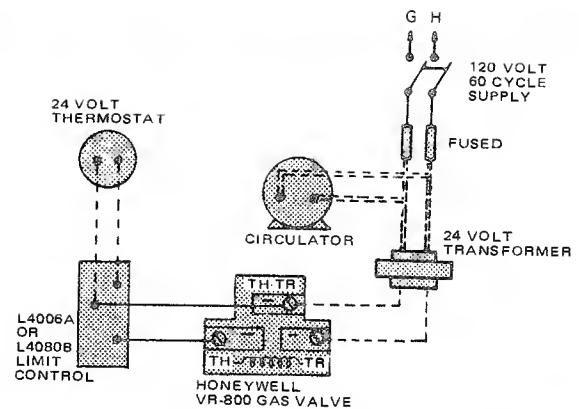 G H
120 VOLT
60 CYCLE
SUPPLY
24 VOLT
THERMOSTAT
FUSED
CIRCULATOR
24 VOLT
TRANSFORMER
TH-TR
L4006A
OR
L4080B
LIMIT
CONTROL
TH TR
HONEYWELL
VR-800 GAS VALVE